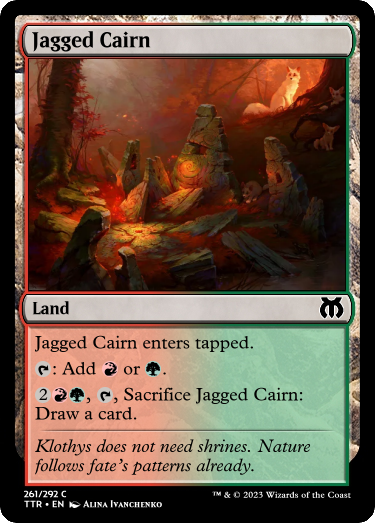 Jagged Cairn
Land
Jagged Cairn enters tapped.
: Add or .
2 , , Sacrifice Jagged Cairn:
Draw a card.
Klothys does not need shrines. Nature
follows fate's patterns already.
261/292 C
TTR • EN Alina Ivanchenko
™ & © 2023 Wizards of the Coast